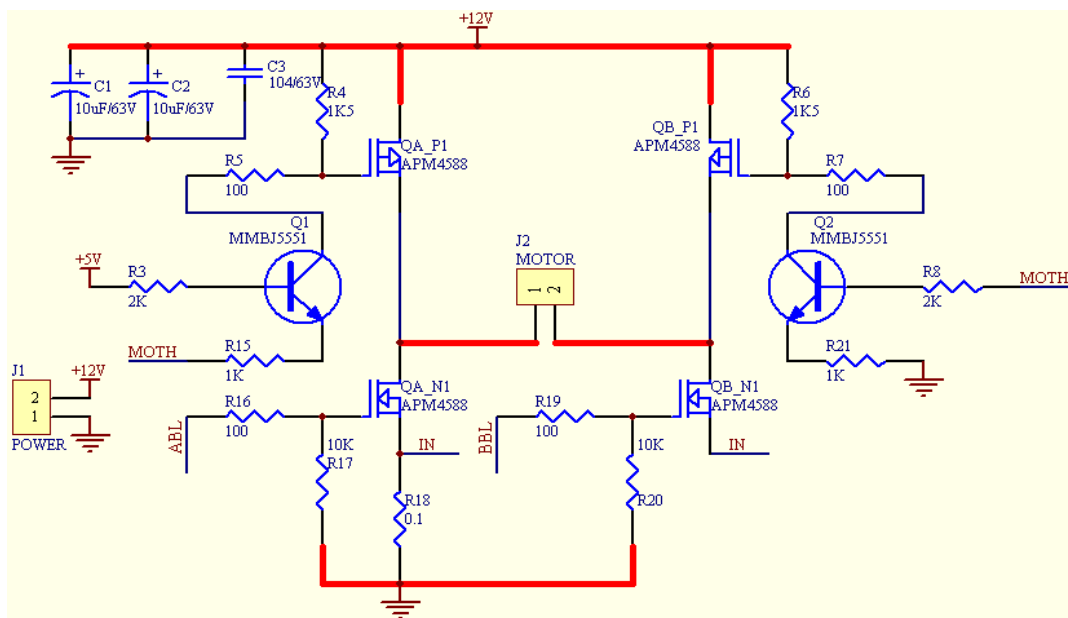 +12V
C1
10uF/63V
C2
10uF/63V
C3
104/63V
R4
1K5
R6
1K5
QA_P1
APM4588
QB_P1
APM4588
R5
100
R7
100
Q1
MMBJ5551
Q2
MMBJ5551
+5V
R3
2K
J2
MOTOR
1
2
R8
2K
MOTH
MOTH
R15
1K
R21
1K
J1
+12V
2
1
POWER
QA_N1
APM4588
QB_N1
APM4588
R16
100
R19
100
ABL
10K
R17
IN
BBL
10K
R20
IN
R18
0.1